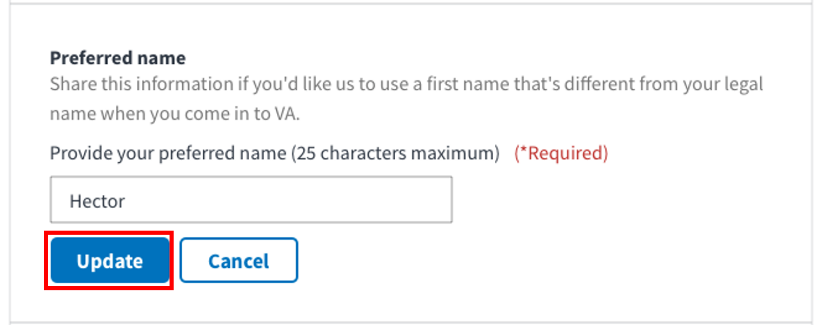 Preferred name
Share this information if you'd like us to use a first name that's different from your legal
name when you come in to VA.
Provide your preferred name (25 characters maximum) (*Required)
Hector
Update Cancel